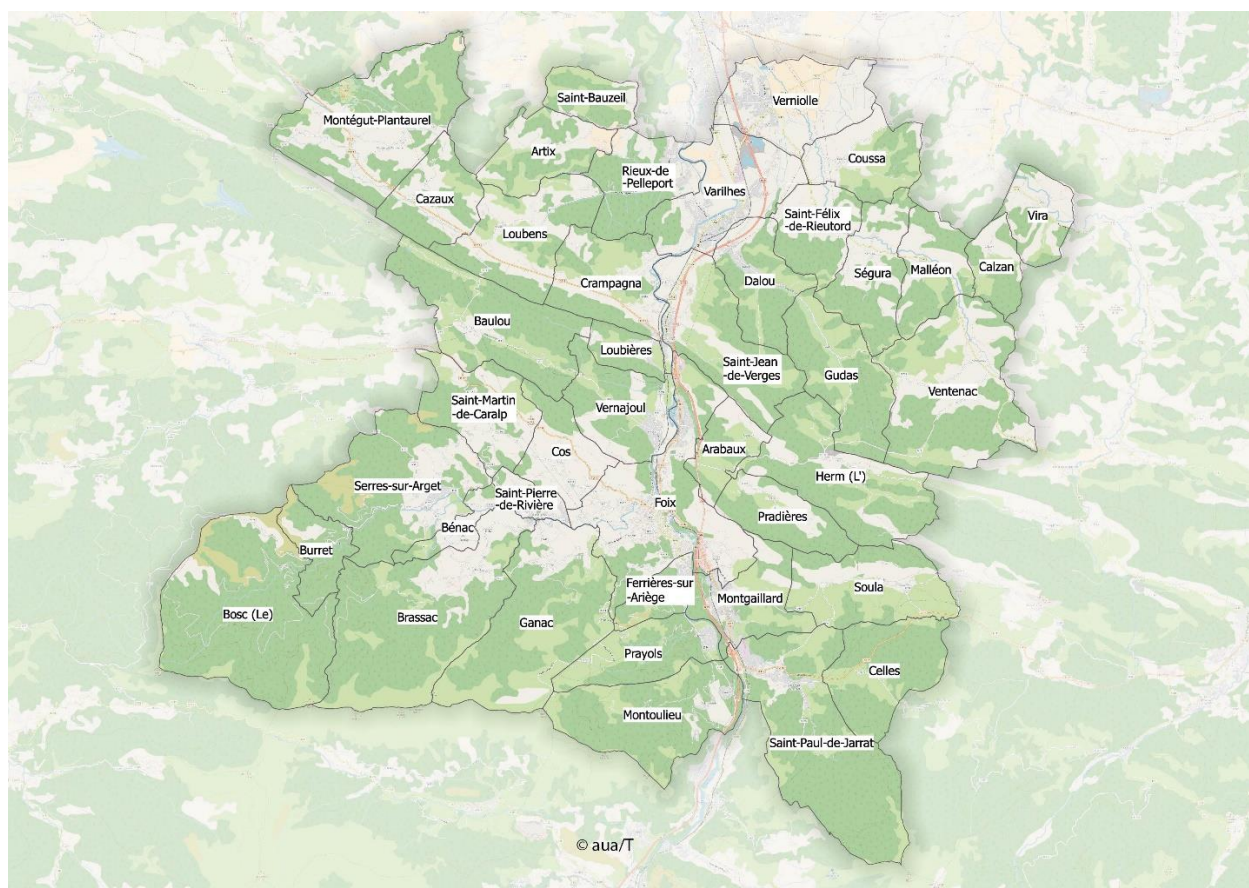 Saint-Bauzeil
Verniolle
Montégut-Plantaurel
Artix
Coussa
Rieux-de
-Pelleport
Varilhes
Cazaux
Saint-Félix
-de-Rieutord
Vira
Loubens
Ségura
Malléon
Calzan
Crampagna
Dalou
Baulou
Loubières
Saint-Jean
-de-Verges
Gudas
Ventenac
Saint-Martin
-de-Caralp
Vernajoul
Cos
Arabaux
Herm (L')
Serres-sur-Arget
Saint-Pierre
-de-Rivière
Foix
Pradières
Bénac
Burret
Ferrières-sur
-Ariège
Montgaillard
Soula
Bosc (Le)
Brassac
Ganac
Prayols
Celles
Montoulieu
Saint-Paul-de-Jarrat
© aua/T